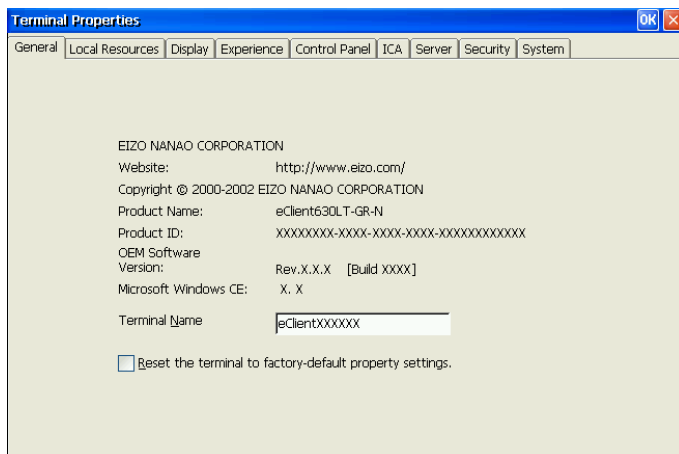 Terminal Properties OK
General Local Resources Display Experience Control Panel ICA Server Security System
EIZO NANAO CORPORATION
Website: http://www.eizo.com/
Copyright © 2000-2002 EIZO NANAO CORPORATION
Product Name: eClient630LT-GR-N
Product ID: XXXXXXXX-XXXX-XXXX-XXXX-XXXXXXXXXXXX
OEM Software
Version: Rev.X.X.X [Build XXXX]
Microsoft Windows CE: X. X
Terminal Name eClientXXXXXX
Reset the terminal to factory-default property settings.